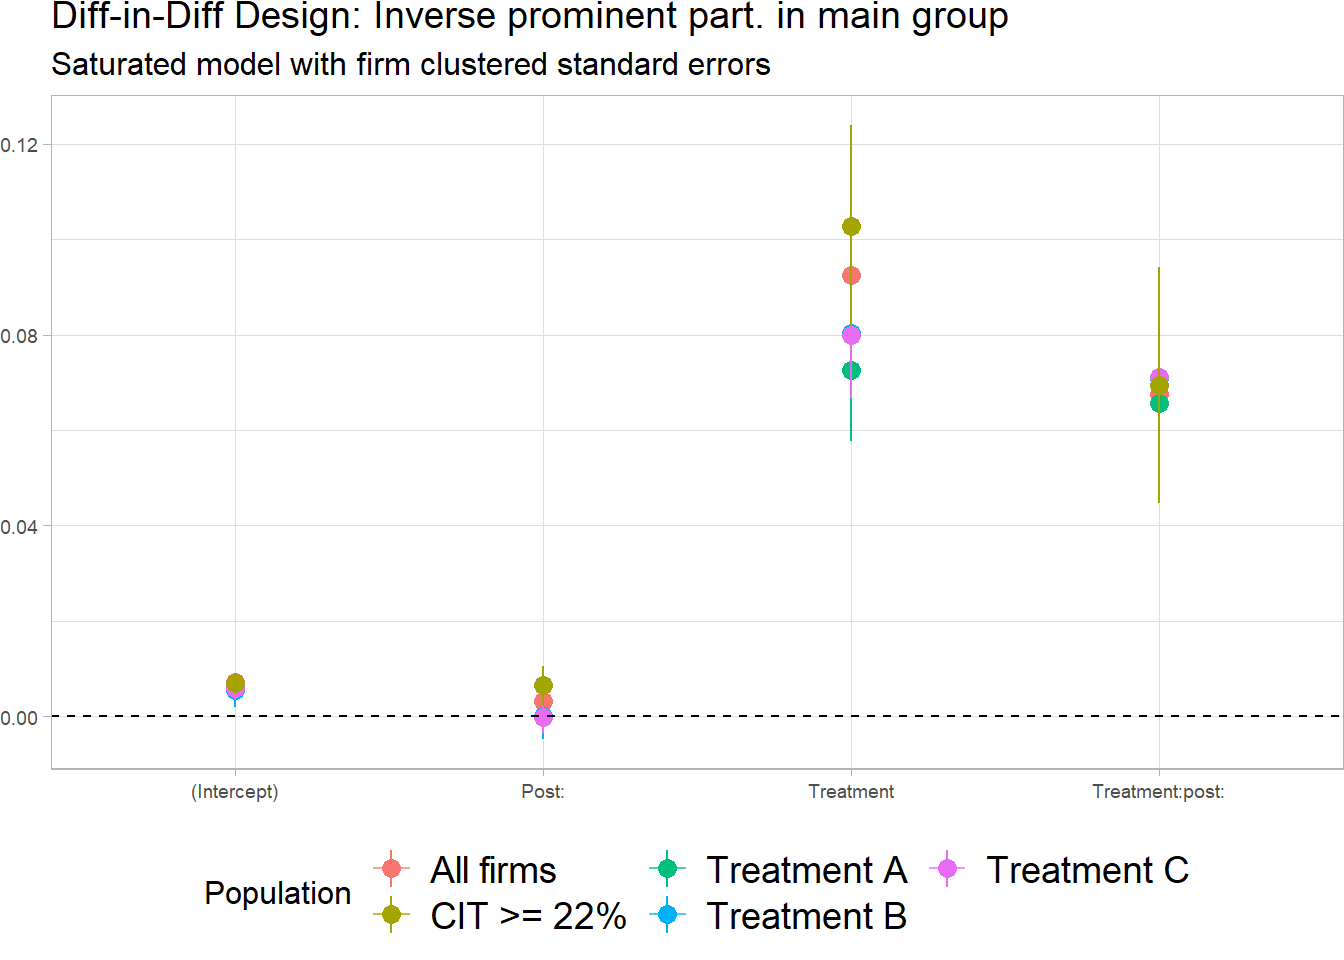 Diff-in-Diff Design: Inverse prominent part. in main group
Saturated model with firm clustered standard errors
0.12
0.08
0.04
0.00
(Intercept) Post: Treatment Treatment:post:
Population
All firms Treatment A Treatment C
CIT >= 22% Treatment B